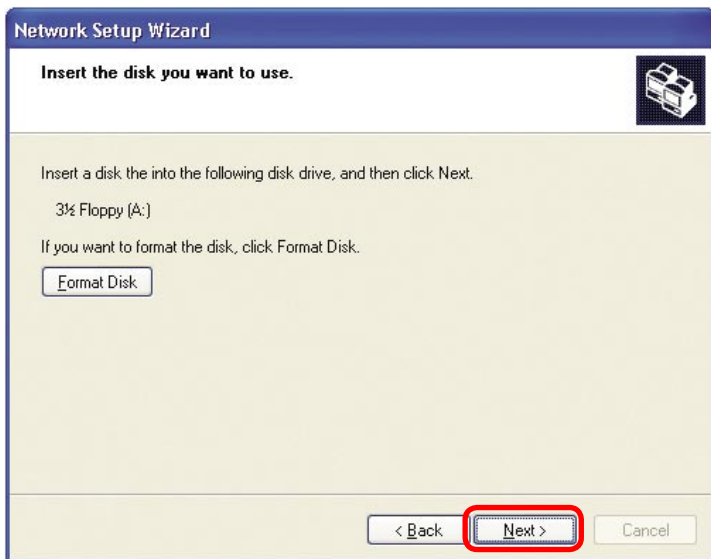 Network Setup Wizard
Insert the disk you want to use.
Insert a disk the into the following disk drive, and then click Next.
3½ Floppy (A:)
If you want to format the disk, click Format Disk.
Format Disk
< Back Next > Cancel